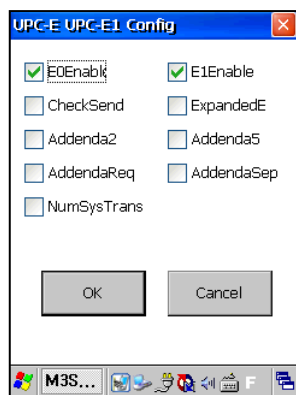 UPC-E UPC-E1 Config
E0Enable E1Enable
CheckSend ExpandedE
Addenda2 Addenda5
AddendaReq AddendaSep
NumSysTrans
OK Cancel
M3S... F